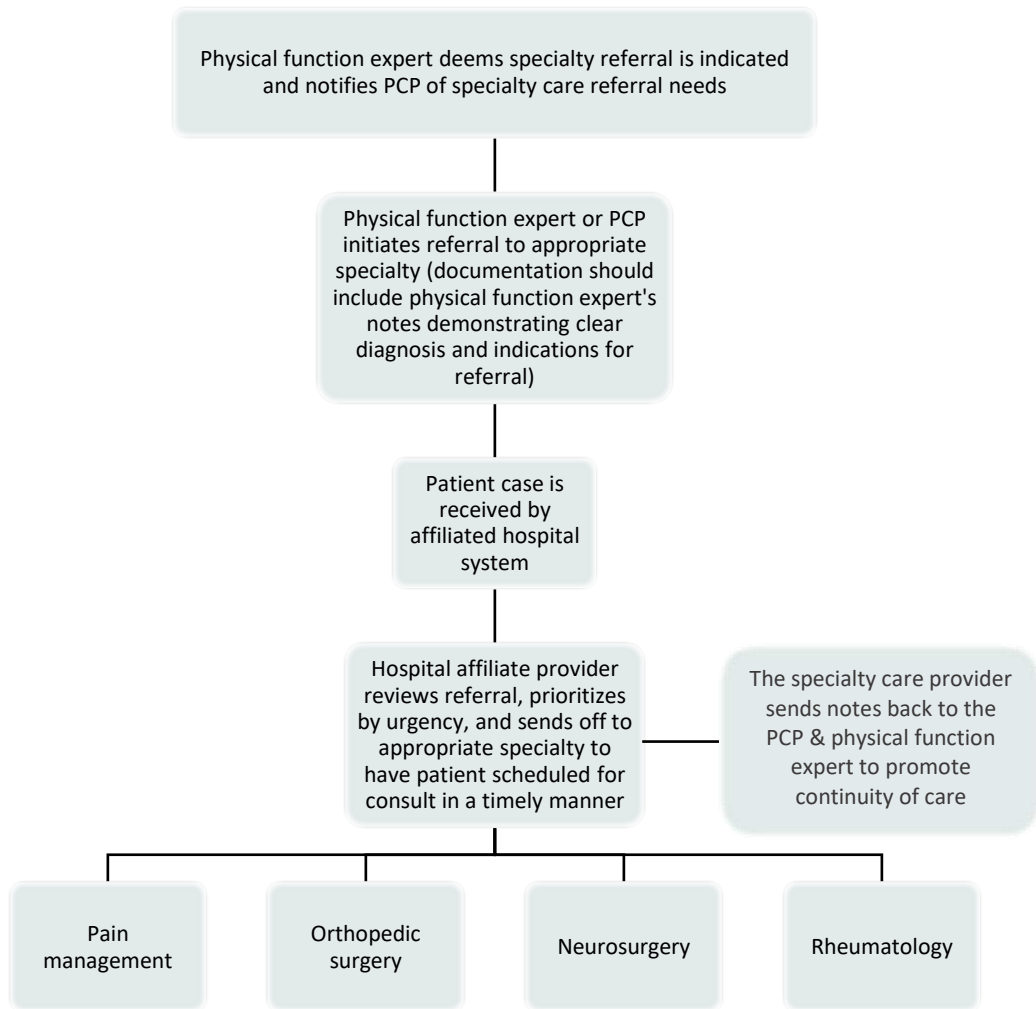 Physical function expert deems specialty referral is indicated
and notifies PCP of specialty care referral needs
Physical function expert or PCP
initiates referral to appropriate
specialty (documentation should
include physical function expert's
notes demonstrating clear
diagnosis and indications for
referral)
Patient case is
received by
affiliated hospital
system
Hospital affiliate provider
reviews referral, prioritizes
by urgency, and sends off to
appropriate specialty to
have patient scheduled for
consult in a timely manner
The specialty care provider
sends notes back to the
PCP & physical function
expert to promote
continuity of care
Pain
management
Orthopedic
surgery
Neurosurgery
Rheumatology